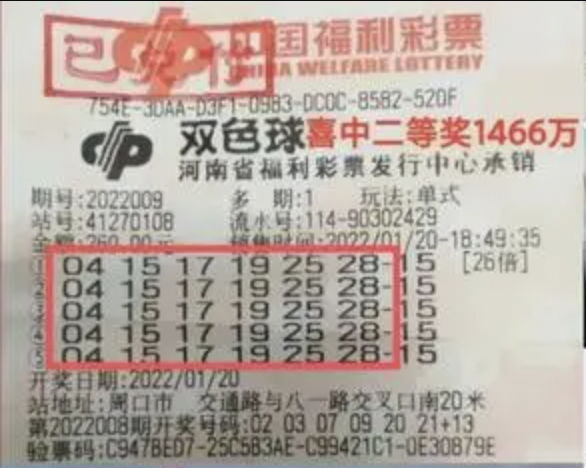 已兑付 国福利彩票
CHINA WELFARE LOTTERY
754E-3DAA-D3F1-0983-DC0C-8582-520F
双色球喜中二等奖1466万
河南省福利彩票发行中心承销
期号:2022009 多 期:1 玩法:单式
站号:41270108 流水号:114-90302429
金额:260.00元 销售时间:2022/01/20-18:49:35
① 04 15 17 19 25 28-15 [26倍]
② 04 15 17 19 25 28-15
③ 04 15 17 19 25 28-15
④ 04 15 17 19 25 28-15
⑤ 04 15 17 19 25 28-15
开奖日期:2022/01/20
站地址:周口市 交通路与八一路交叉口南20米
第2022008期开奖号码:02 03 07 09 20 21+13
验票码:C947BED7-25C5B3AE-C99421C1-0E30879E